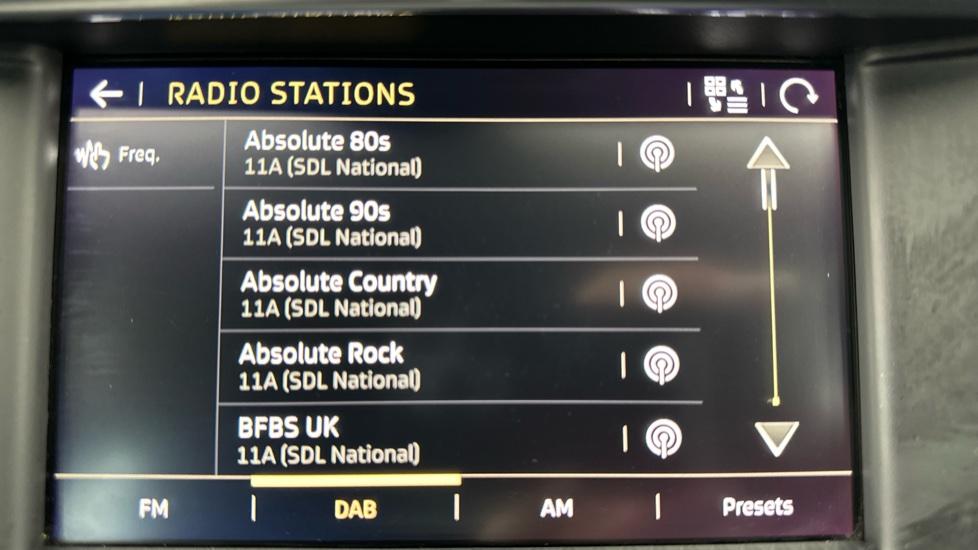 RADIO STATIONS
Freq.
Absolute 80s
11A (SDL National)
Absolute 90s
11A (SDL National)
Absolute Country
11A (SDL National)
Absolute Rock
11A (SDL National)
BFBS UK
11A (SDL National)
FM DAB AM Presets